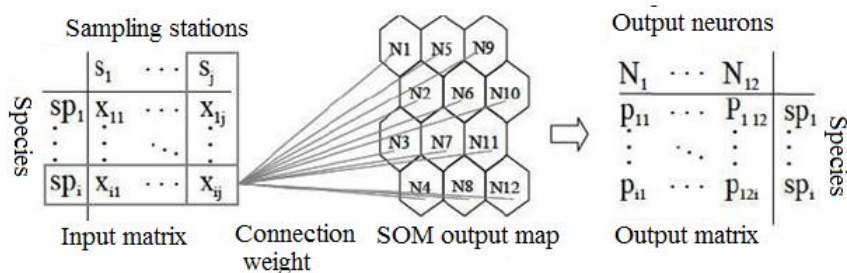 Sampling stations
Output neurons
s₁ ··· sⱼ
Species
sp₁ x₁₁ ··· x₁ⱼ
spᵢ xᵢ₁ ··· xᵢⱼ
Input matrix
Connection
weight
N1 N5 N9
N2 N6 N10
N3 N7 N11
N4 N8 N12
SOM output map
N₁ ··· N₁₂
p₁₁ ··· p₁ ₁₂ sp₁
pᵢ₁ ··· p₁₂ᵢ spᵢ
Species
Output matrix